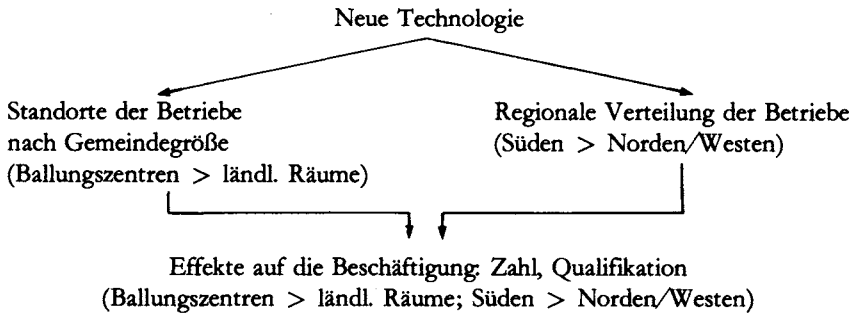 Neue Technologie
Standorte der Betriebe
nach Gemeindegröße
(Ballungszentren > ländl. Räume)
Regionale Verteilung der Betriebe
(Süden > Norden/Westen)
Effekte auf die Beschäftigung: Zahl, Qualifikation
(Ballungszentren > ländl. Räume; Süden > Norden/Westen)